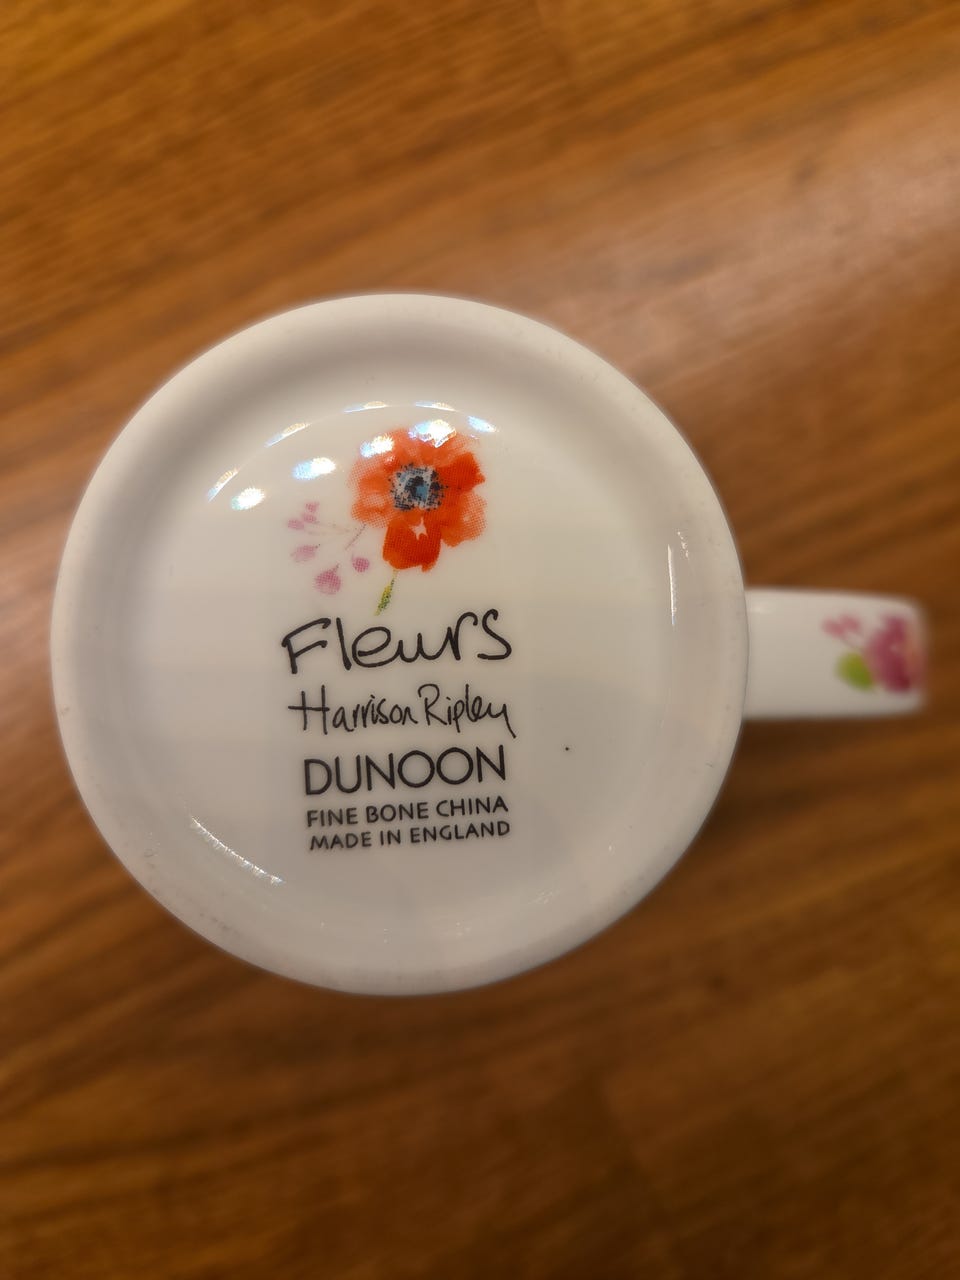 Fleurs
Harrison Ripley
DUNOON
FINE BONE CHINA
MADE IN ENGLAND